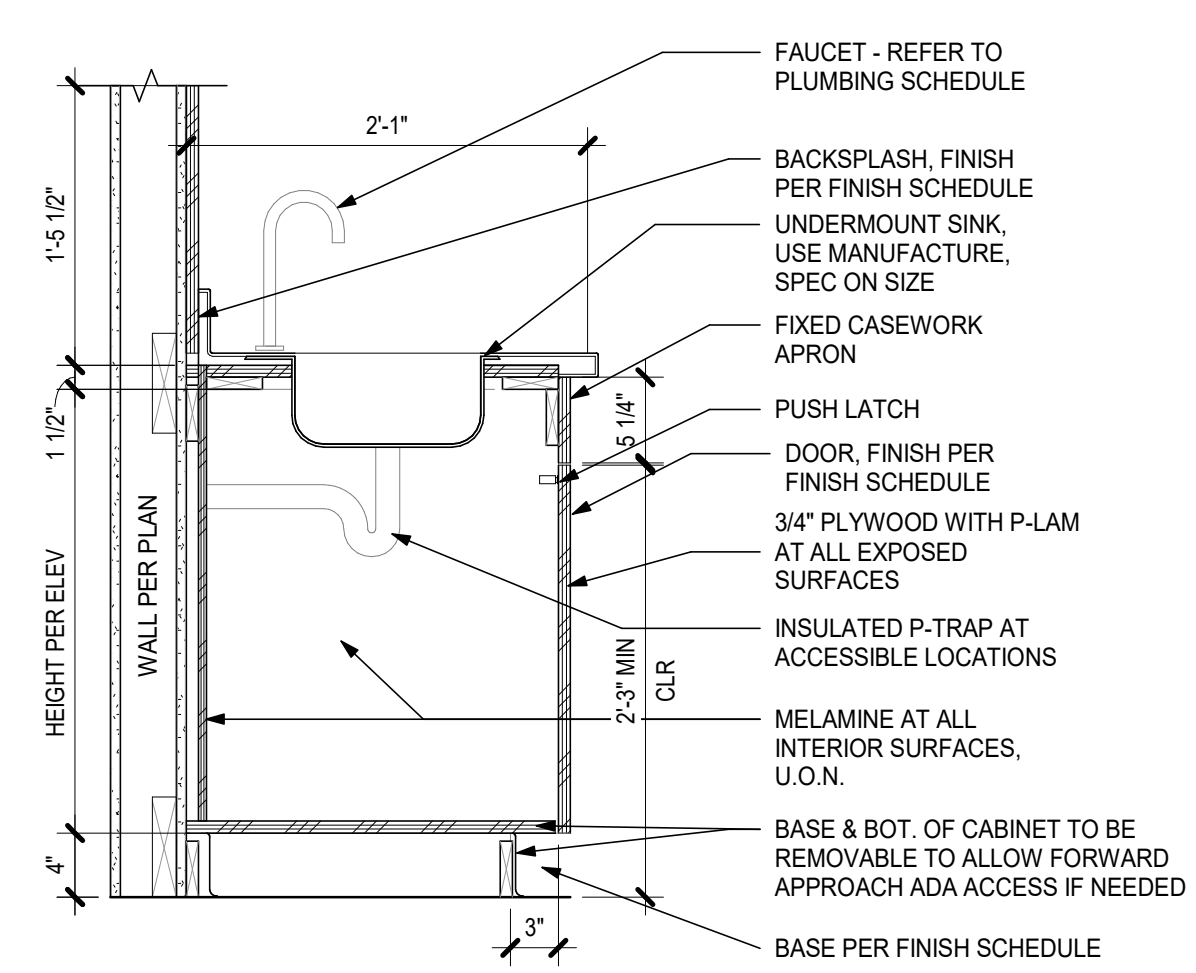 FAUCET - REFER TO
PLUMBING SCHEDULE
2'-1"
BACKSPLASH, FINISH
PER FINISH SCHEDULE
1'-5 1/2"
UNDERMOUNT SINK,
USE MANUFACTURE,
SPEC ON SIZE
FIXED CASEWORK
APRON
PUSH LATCH
5 1/4"
1 1/2"
DOOR, FINISH PER
FINISH SCHEDULE
3/4" PLYWOOD WITH P-LAM
AT ALL EXPOSED
SURFACES
HEIGHT PER ELEV
WALL PER PLAN
INSULATED P-TRAP AT
ACCESSIBLE LOCATIONS
2'-3" MIN
CLR
MELAMINE AT ALL
INTERIOR SURFACES,
U.O.N.
BASE & BOT. OF CABINET TO BE
REMOVABLE TO ALLOW FORWARD
APPROACH ADA ACCESS IF NEEDED
4"
3"
BASE PER FINISH SCHEDULE